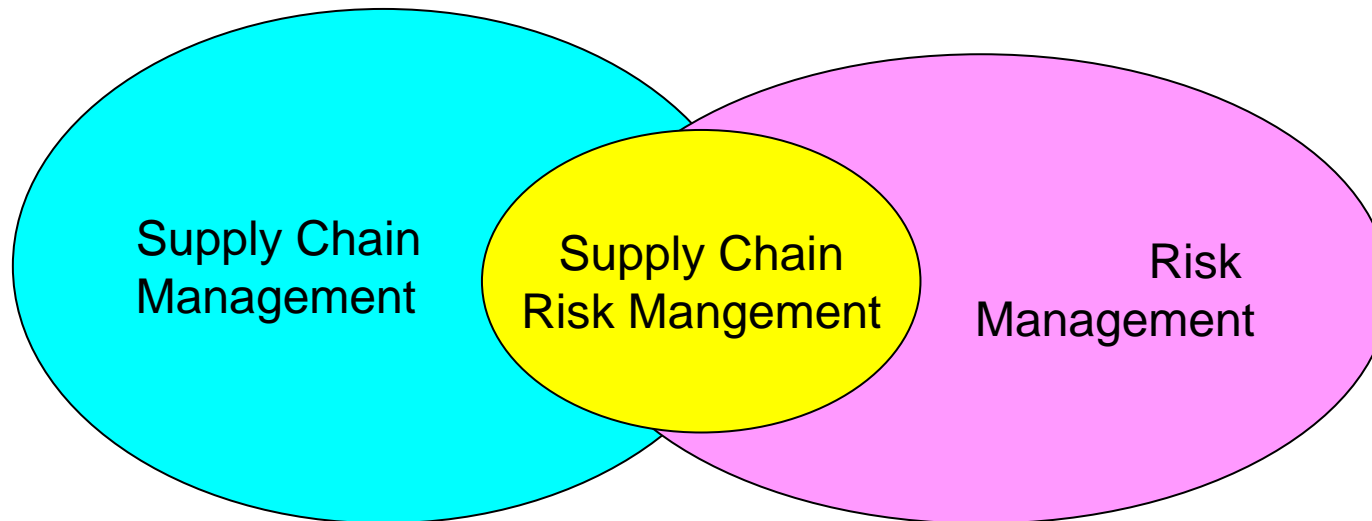 Supply Chain
Management
Supply Chain
Risk Mangement
Risk
Management